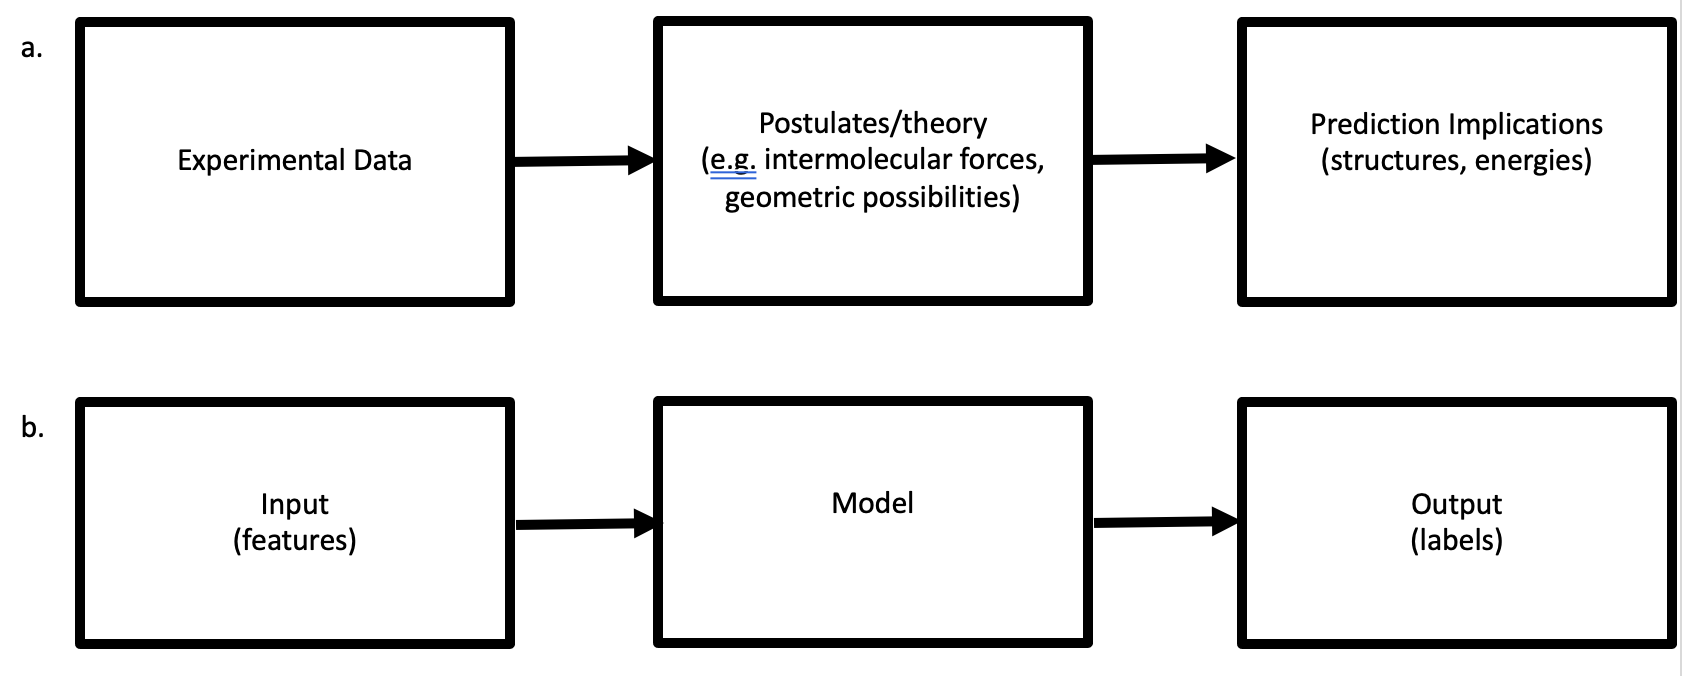 a.
Experimental Data
Postulates/theory
(e.g. intermolecular forces,
geometric possibilities)
Prediction Implications
(structures, energies)
b.
Input
(features)
Model
Output
(labels)